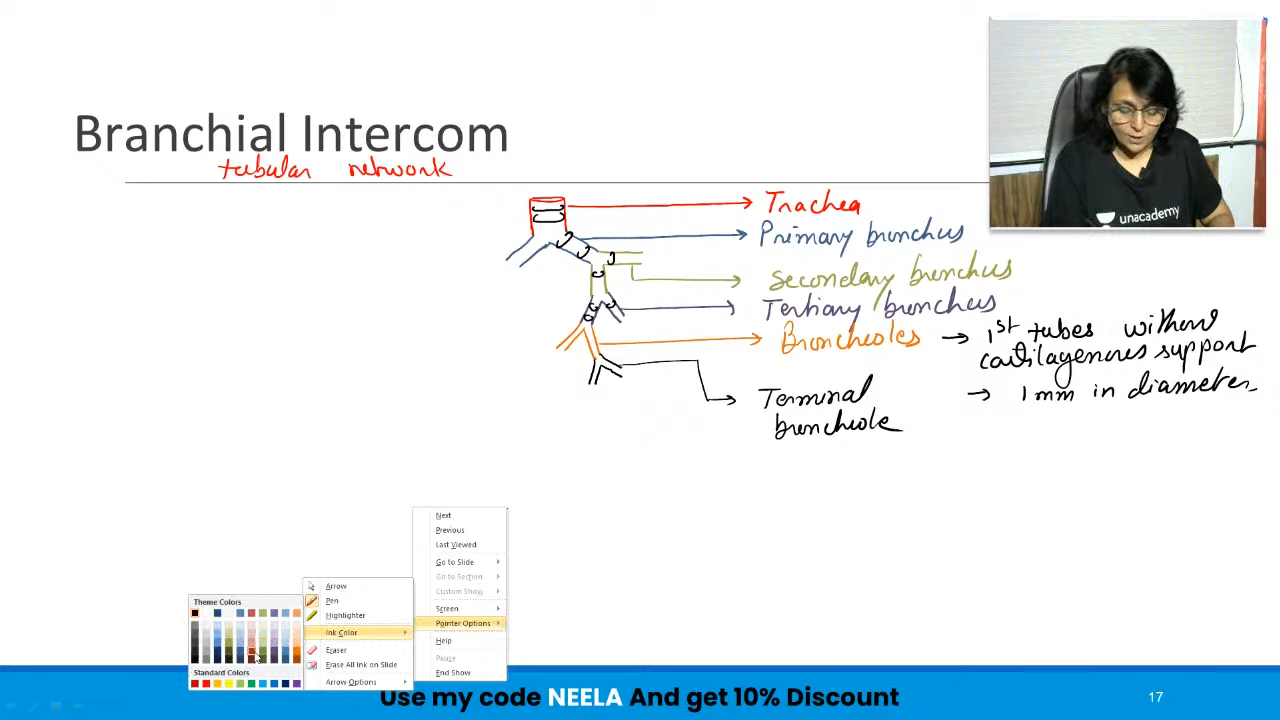 Branchial Intercom
tubular network
unacademy
Trachea
Primary bronchus
Secondary bronchus
Tertiary bronchus
Broncheoles → 1st tubes without
cartilagenous support
→ 1 mm in diameter
Terminal
broncheole
Next
Previous
Last Viewed
Go to Slide
Go to Section
Custom Show
Screen
Pointer Options
Help
Pause
End Show
Arrow
Pen
Highlighter
Ink Color
Eraser
Erase All Ink on Slide
Arrow Options
Theme Colors
Standard Colors
Use my code NEELA And get 10% Discount
17